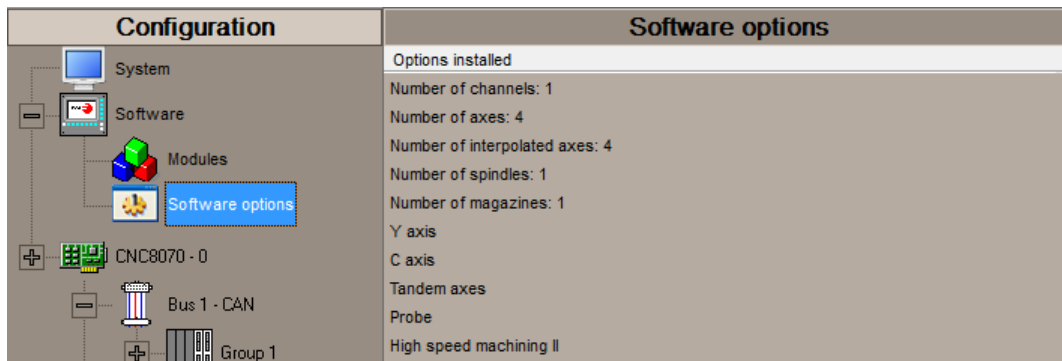 Configuration
Software options
System
Software
Modules
Software options
CNC8070 - 0
Bus 1 - CAN
Group 1
Options installed
Number of channels: 1
Number of axes: 4
Number of interpolated axes: 4
Number of spindles: 1
Number of magazines: 1
Y axis
C axis
Tandem axes
Probe
High speed machining II